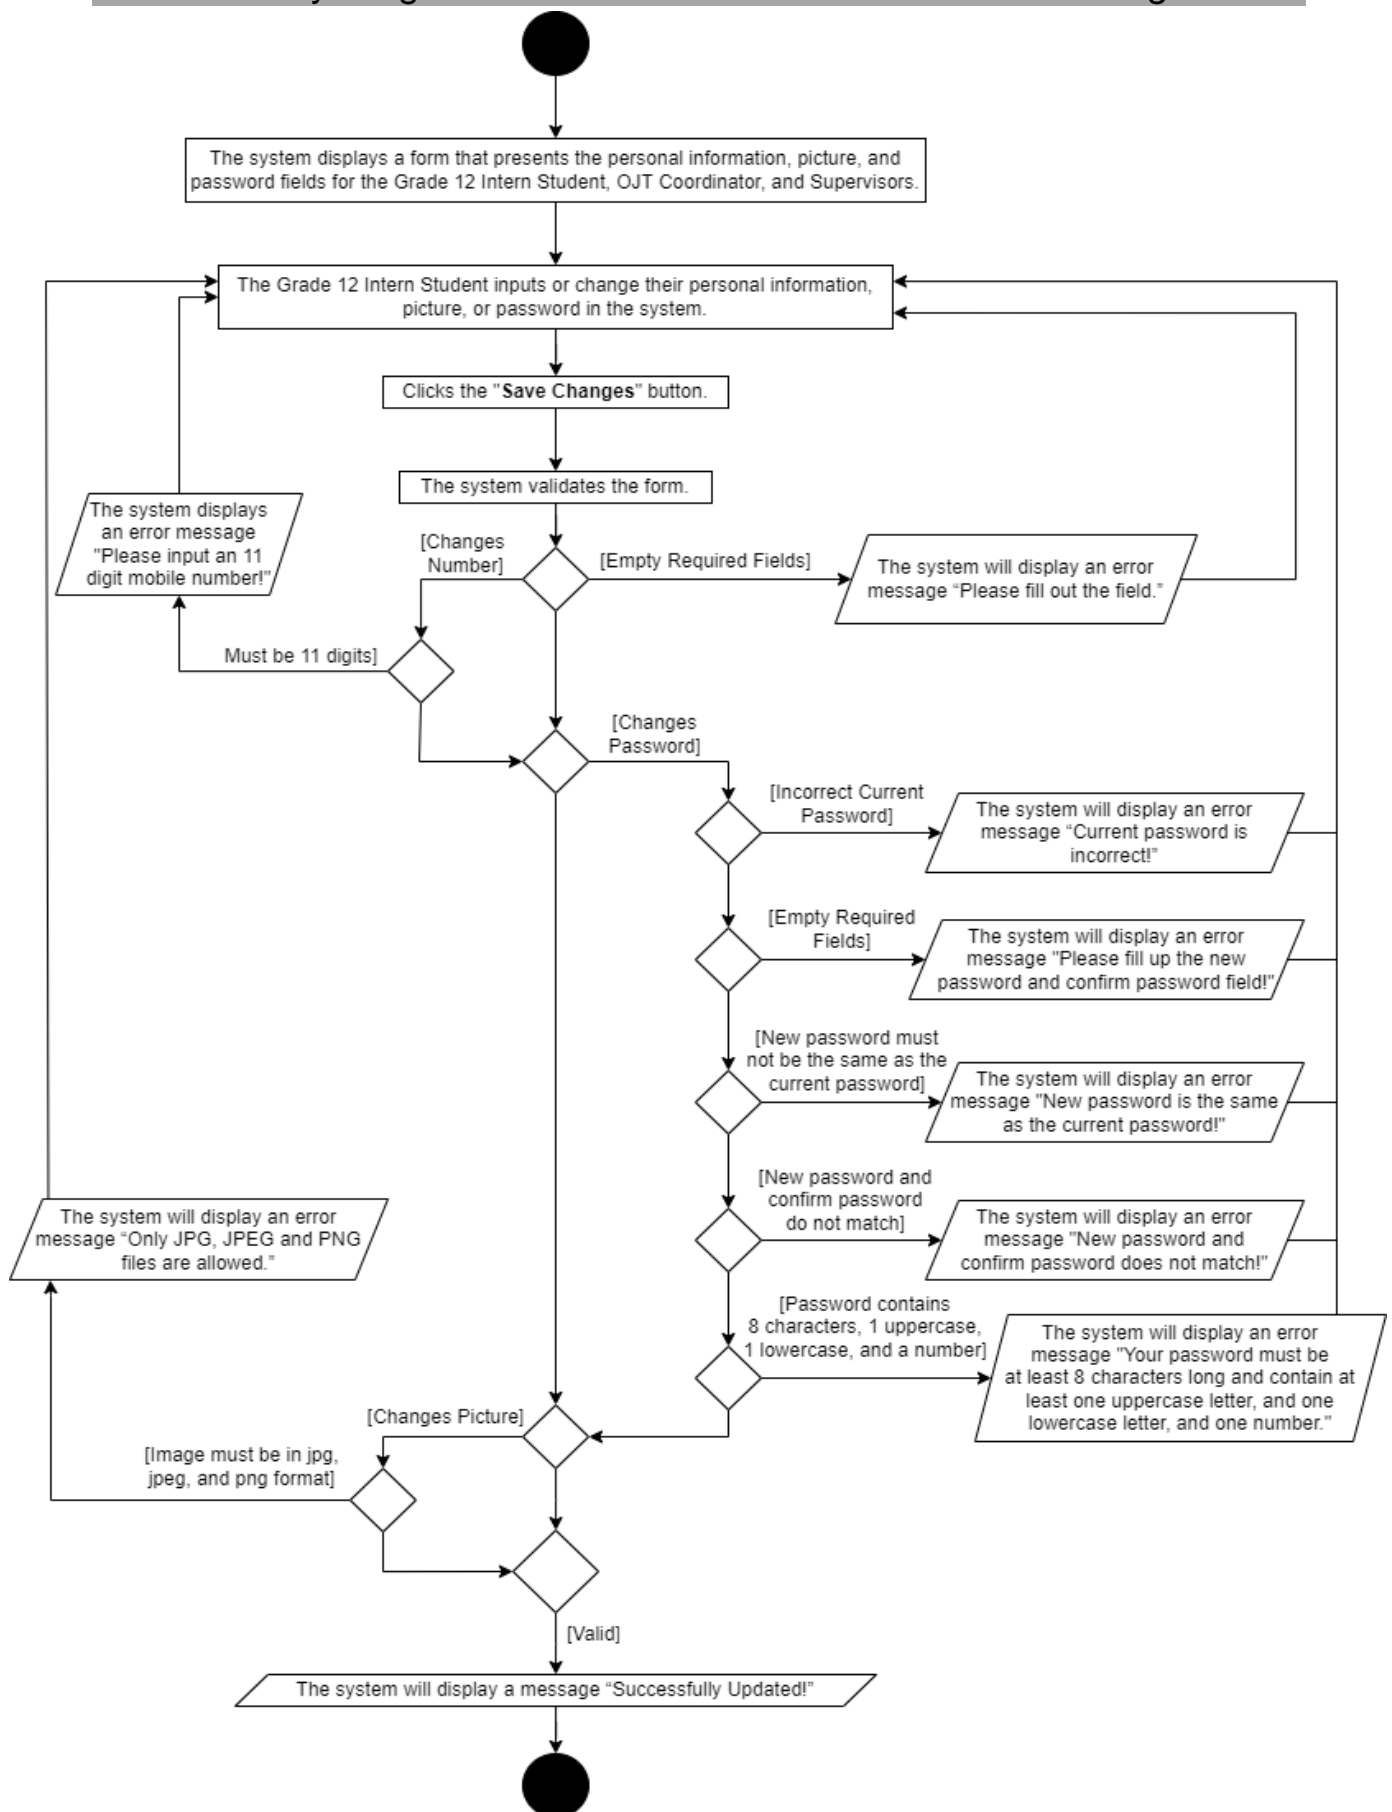 The system displays a form that presents the personal information, picture, and
password fields for the Grade 12 Intern Student, OJT Coordinator, and Supervisors.
The Grade 12 Intern Student inputs or change their personal information,
picture, or password in the system.
Clicks the "Save Changes" button.
The system validates the form.
The system displays
an error message
"Please input an 11
digit mobile number!"
[Changes
Number]
[Empty Required Fields]
The system will display an error
message “Please fill out the field.”
Must be 11 digits]
[Changes
Password]
[Incorrect Current
Password]
The system will display an error
message “Current password is
incorrect!”
[Empty Required
Fields]
The system will display an error
message "Please fill up the new
password and confirm password field!"
[New password must
not be the same as the
current password]
The system will display an error
message "New password is the same
as the current password!"
[New password and
confirm password
do not match]
The system will display an error
message "New password and
confirm password does not match!"
The system will display an error
message “Only JPG, JPEG and PNG
files are allowed.”
[Password contains
8 characters, 1 uppercase,
1 lowercase, and a number]
The system will display an error
message "Your password must be
at least 8 characters long and contain at
least one uppercase letter, and one
lowercase letter, and one number.”
[Changes Picture]
[Image must be in jpg,
jpeg, and png format]
[Valid]
The system will display a message “Successfully Updated!”